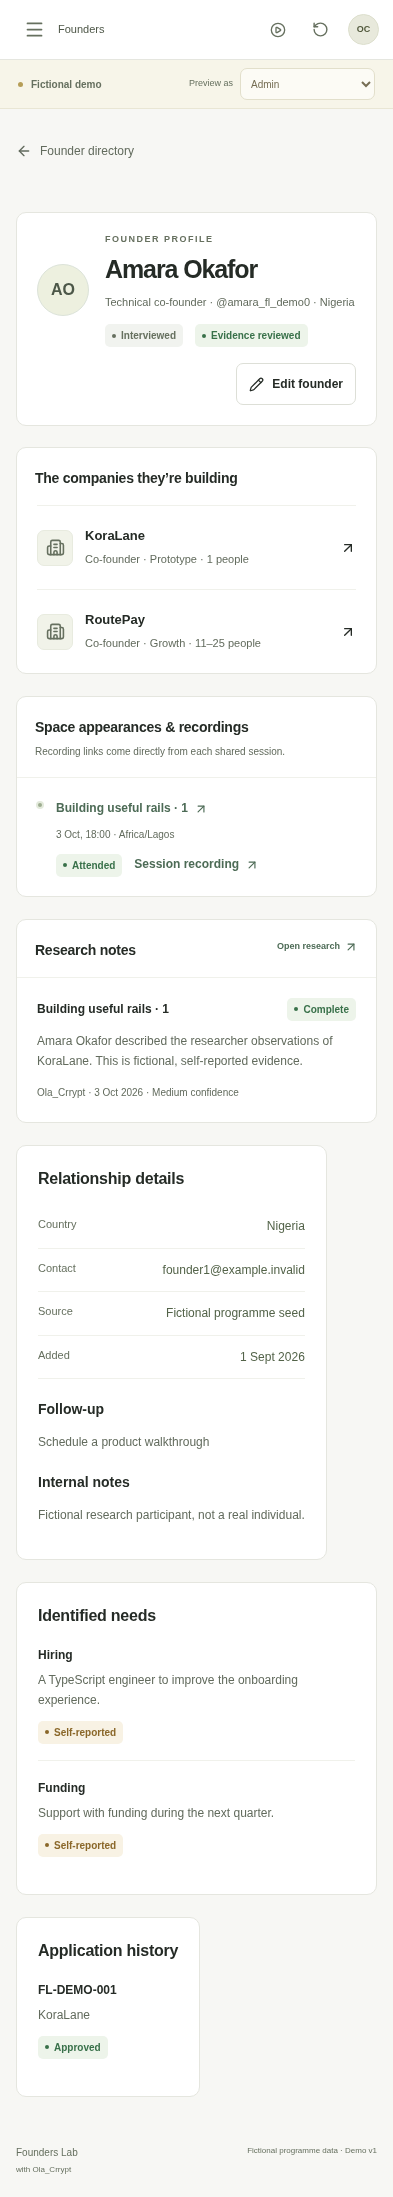 Founders
OC
Fictional demo
Preview as
Admin
Founder directory
FOUNDER PROFILE
AO
Amara Okafor
Technical co-founder · @amara_fl_demo0 · Nigeria
Interviewed
Evidence reviewed
Edit founder
The companies they’re building
KoraLane
Co-founder · Prototype · 1 people
RoutePay
Co-founder · Growth · 11–25 people
Space appearances & recordings
Recording links come directly from each shared session.
Building useful rails · 1
3 Oct, 18:00 · Africa/Lagos
Attended
Session recording
Research notes
Open research
Building useful rails · 1
Complete
Amara Okafor described the researcher observations of
KoraLane. This is fictional, self-reported evidence.
Ola_Crrypt · 3 Oct 2026 · Medium confidence
Relationship details
Country
Nigeria
Contact
founder1@example.invalid
Source
Fictional programme seed
Added
1 Sept 2026
Follow-up
Schedule a product walkthrough
Internal notes
Fictional research participant, not a real individual.
Identified needs
Hiring
A TypeScript engineer to improve the onboarding
experience.
Self-reported
Funding
Support with funding during the next quarter.
Self-reported
Application history
FL-DEMO-001
KoraLane
Approved
Founders Lab
with Ola_Crrypt
Fictional programme data · Demo v1